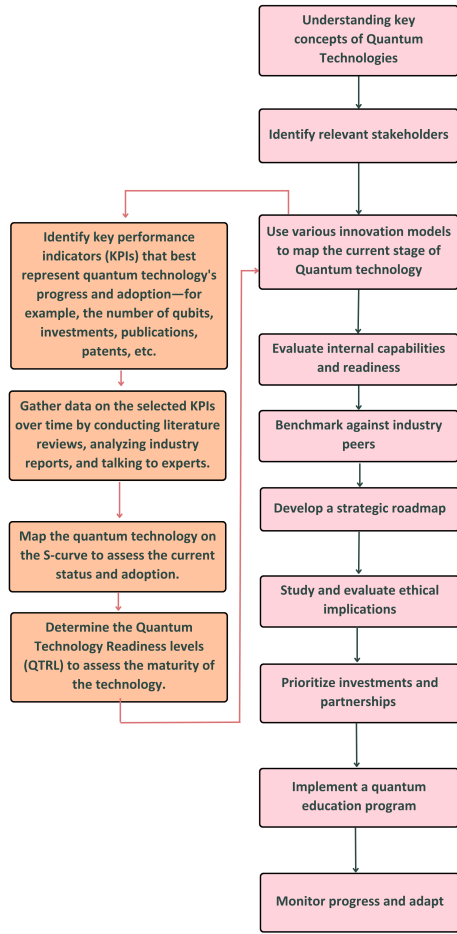 Understanding key
concepts of Quantum
Technologies
Identify relevant stakeholders
Use various innovation models
to map the current stage of
Quantum technology
Identify key performance
indicators (KPIs) that best
represent quantum technology's
progress and adoption—for
example, the number of qubits,
investments, publications,
patents, etc.
Gather data on the selected KPIs
over time by conducting literature
reviews, analyzing industry
reports, and talking to experts.
Map the quantum technology on
the S-curve to assess the current
status and adoption.
Determine the Quantum
Technology Readiness levels
(QTRL) to assess the maturity of
the technology.
Evaluate internal capabilities
and readiness
Benchmark against industry
peers
Develop a strategic roadmap
Study and evaluate ethical
implications
Prioritize investments and
partnerships
Implement a quantum
education program
Monitor progress and adapt